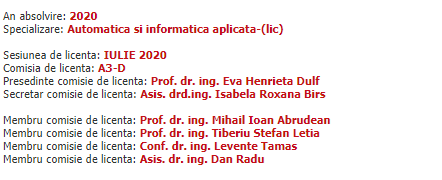 An absolvire: 2020
Specializare: Automatica si informatica aplicata-(lic)
Sesiunea de licenta: IULIE 2020
Comisia de licenta: A3-D
Presedinte comisie de licenta: Prof. dr. ing. Eva Henrieta Dulf
Secretar comisie de licenta: Asis. drd.ing. Isabela Roxana Birs
Membru comisie de licenta: Prof. dr. ing. Mihail Ioan Abrudean
Membru comisie de licenta: Prof. dr. ing. Tiberiu Stefan Letia
Membru comisie de licenta: Conf. dr. ing. Levente Tamas
Membru comisie de licenta: Asis. dr. ing. Dan Radu